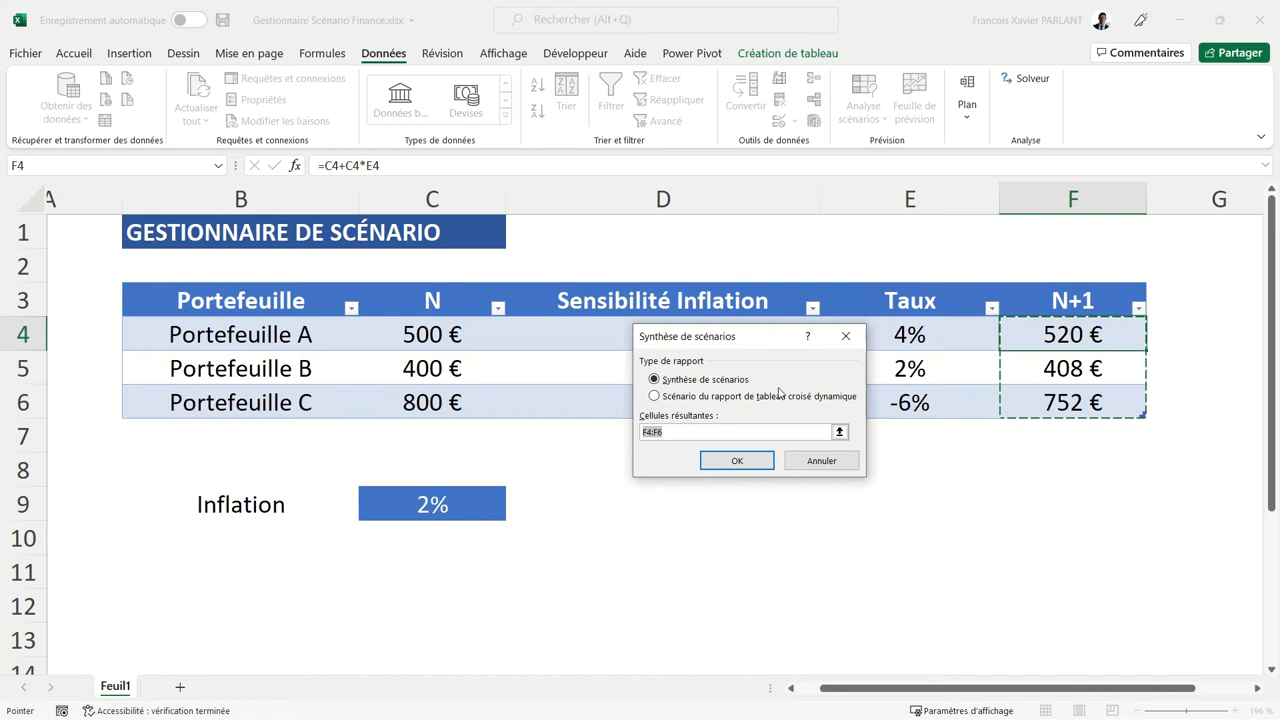 Enregistrement automatique
Gestionnaire Scénario Finance.xlsx
Rechercher (Alt+Q)
Francois Xavier PARLANT
Fichier Accueil Insertion Dessin Mise en page Formules Données Révision Affichage Développeur Aide Power Pivot Création de tableau
Commentaires
Partager
Obtenir des données
Récupérer et transformer des données
Actualiser tout
Requêtes et connexions
Propriétés
Modifier les liaisons
Requêtes et connexions
Données b...
Devises
Types de données
Trier
Filtrer
Effacer
Réappliquer
Avancé
Trier et filtrer
Convertir
Outils de données
Analyse scénarios
Feuille de prévision
Prévision
Plan
Solveur
Analyse
F4
fx
=C4+C4*E4
A B C D E F G
1 GESTIONNAIRE DE SCÉNARIO
2
3 Portefeuille N Sensibilité Inflation Taux N+1
4 Portefeuille A 500 € 4% 520 €
5 Portefeuille B 400 € 2% 408 €
6 Portefeuille C 800 € -6% 752 €
7
8
9 Inflation 2%
10
11
12
13
14
Synthèse de scénarios ?
Type de rapport
Synthèse de scénarios
Scénario du rapport de tableau croisé dynamique
Cellules résultantes :
F4:F6
OK
Annuler
Feuil1
Pointer
Accessibilité : vérification terminée
Paramètres d'affichage
196 %